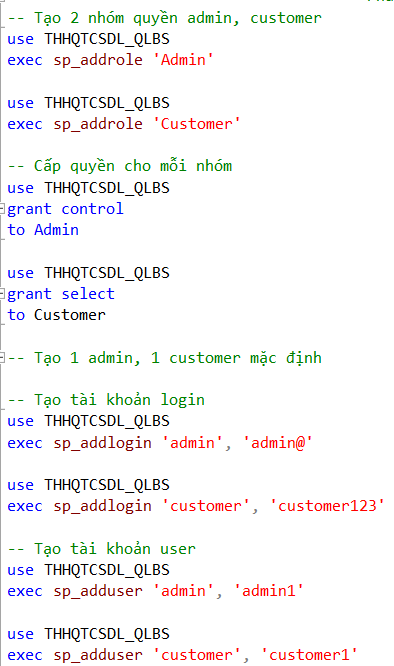 -- Tạo 2 nhóm quyền admin, customer
use THHQTCSDL_QLBS
exec sp_addrole 'Admin'
use THHQTCSDL_QLBS
exec sp_addrole 'Customer'
-- Cấp quyền cho mỗi nhóm
use THHQTCSDL_QLBS
grant control
to Admin
use THHQTCSDL_QLBS
grant select
to Customer
-- Tạo 1 admin, 1 customer mặc định
-- Tạo tài khoản login
use THHQTCSDL_QLBS
exec sp_addlogin 'admin', 'admin@'
use THHQTCSDL_QLBS
exec sp_addlogin 'customer', 'customer123'
-- Tạo tài khoản user
use THHQTCSDL_QLBS
exec sp_adduser 'admin', 'admin1'
use THHQTCSDL_QLBS
exec sp_adduser 'customer', 'customer1'